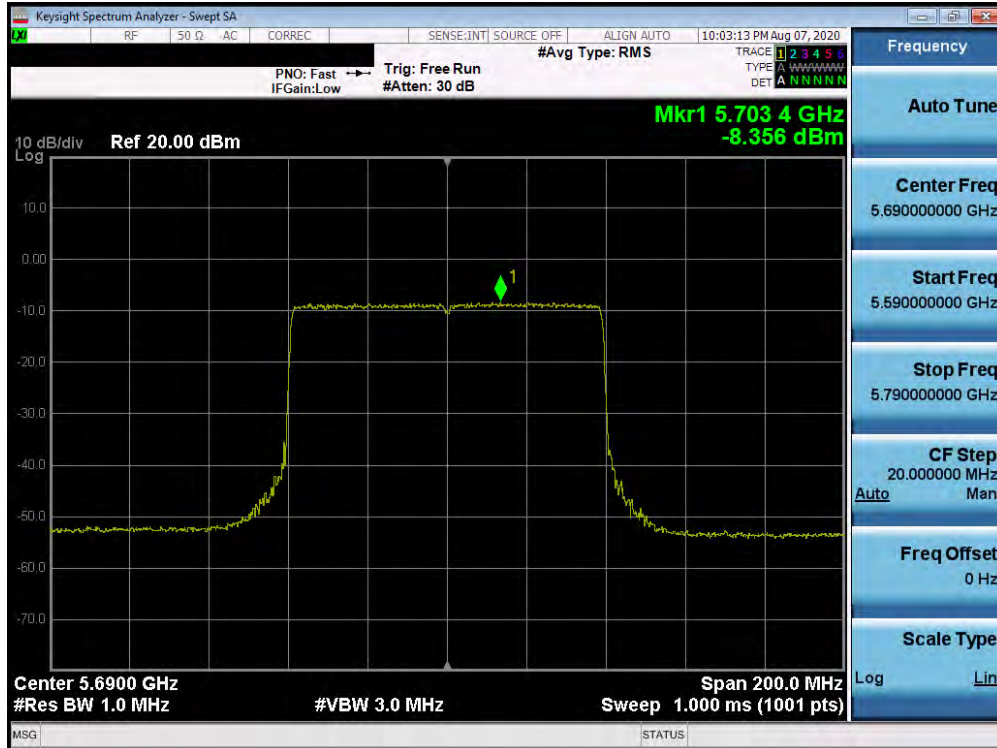 Keysight Spectrum Analyzer - Swept SA
LXI RF 50 Ω AC CORREC SENSE:INT SOURCE OFF ALIGN AUTO 10:03:13 PM Aug 07, 2020
PNO: Fast
IFGain:Low
Trig: Free Run
#Atten: 30 dB
#Avg Type: RMS
TRACE 1 2 3 4 5 6
TYPE A WWWWW
DET A N N N N N
Mkr1 5.703 4 GHz
-8.356 dBm
10 dB/div Ref 20.00 dBm
Log
10.0
0.00
-10.0
-20.0
-30.0
-40.0
-50.0
-60.0
-70.0
1
Center 5.6900 GHz Span 200.0 MHz
#Res BW 1.0 MHz #VBW 3.0 MHz Sweep 1.000 ms (1001 pts)
MSG STATUS
Frequency
Auto Tune
Center Freq
5.690000000 GHz
Start Freq
5.590000000 GHz
Stop Freq
5.790000000 GHz
CF Step
20.000000 MHz
Auto Man
Freq Offset
0 Hz
Scale Type
Log Lin